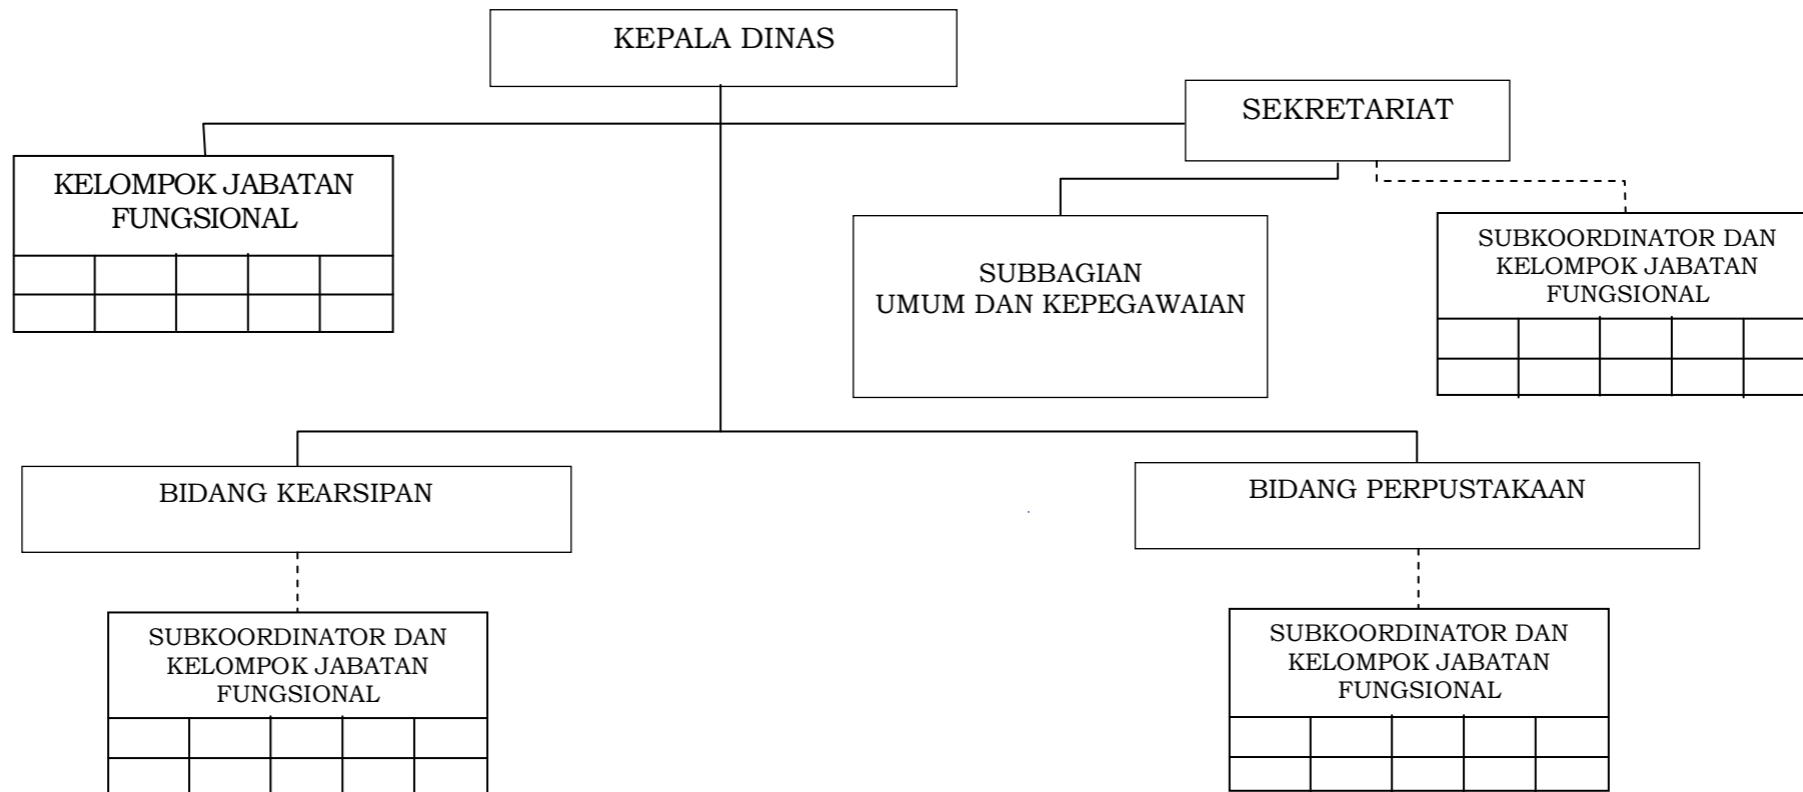 KEPALA DINAS
SEKRETARIAT
KELOMPOK JABATAN
FUNGSIONAL
SUBBAGIAN
UMUM DAN KEPEGAWAIAN
SUBKOORDINATOR DAN
KELOMPOK JABATAN
FUNGSIONAL
BIDANG KEARSIPAN
BIDANG PERPUSTAKAAN
SUBKOORDINATOR DAN
KELOMPOK JABATAN
FUNGSIONAL
SUBKOORDINATOR DAN
KELOMPOK JABATAN
FUNGSIONAL